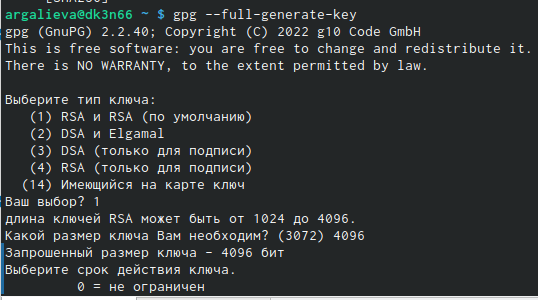 argalieva@dk3n66 ~ $ gpg --full-generate-key
gpg (GnuPG) 2.2.40; Copyright (C) 2022 g10 Code GmbH
This is free software: you are free to change and redistribute it.
There is NO WARRANTY, to the extent permitted by law.
Выберите тип ключа:
(1) RSA и RSA (по умолчанию)
(2) DSA и Elgamal
(3) DSA (только для подписи)
(4) RSA (только для подписи)
(14) Имеющийся на карте ключ
Ваш выбор? 1
длина ключей RSA может быть от 1024 до 4096.
Какой размер ключа Вам необходим? (3072) 4096
Запрошенный размер ключа - 4096 бит
Выберите срок действия ключа.
0 = не ограничен